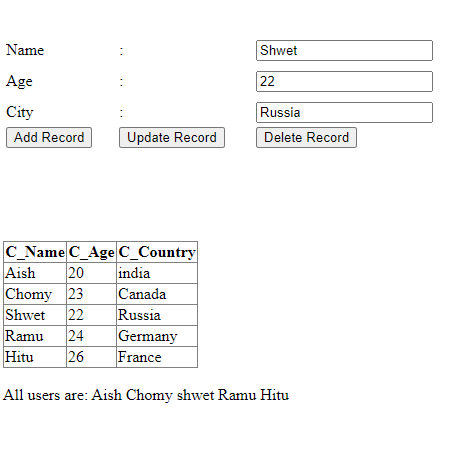 Name : Shwet
Age : 22
City : Russia
Add Record Update Record Delete Record
C_Name C_Age C_Country
Aish 20 india
Chomy 23 Canada
Shwet 22 Russia
Ramu 24 Germany
Hitu 26 France
All users are: Aish Chomy shwet Ramu Hitu